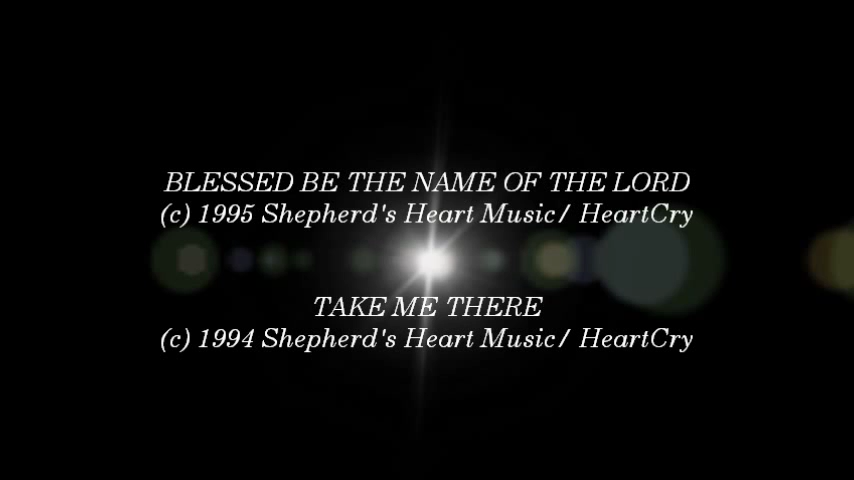 BLESSED BE THE NAME OF THE LORD
(c) 1995 Shepherd's Heart Music/ HeartCry
TAKE ME THERE
(c) 1994 Shepherd's Heart Music/ HeartCry